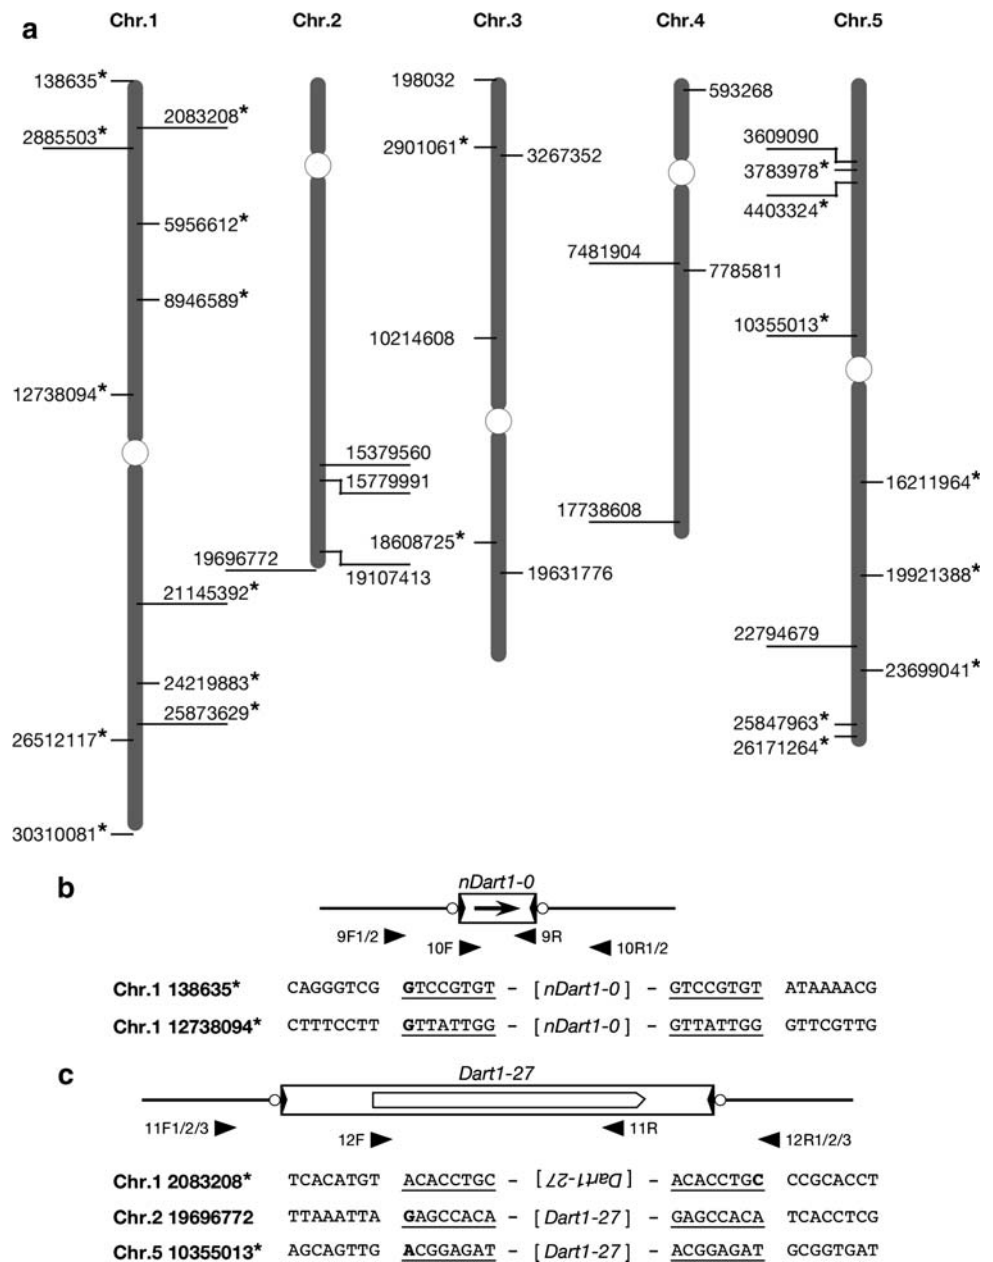 a
Chr.1 Chr.2 Chr.3 Chr.4 Chr.5
138635*
2083208*
2885503*
5956612*
8946589*
12738094*
21145392*
24219883*
25873629*
26512117*
30310081*
15379560
15779991
19107413
19696772
198032
2901061*
3267352
10214608
18608725*
19631776
593268
7481904
7785811
17738608
3609090
3783978*
4403324*
10355013*
16211964*
19921388*
22794679
23699041*
25847963*
26171264*
b
nDart1-0
9F1/2 10F 9R 10R1/2
Chr.1 138635* CAGGGTCG GTCCGTGT – [ nDart1-0 ] – GTCCGTGT ATAAAACG
Chr.1 12738094* CTTTCCTT GTTATTGG – [ nDart1-0 ] – GTTATTGG GTTCGTTG
c
Dart1-27
11F1/2/3 12F 11R 12R1/2/3
Chr.1 2083208* TCACATGT ACACCTGC – [ Dart1-27 ] – ACACCTGC CCGCACCT
Chr.2 19696772 TTAAATTA GAGCCACA – [ Dart1-27 ] – GAGCCACA TCACCTCG
Chr.5 10355013* AGCAGTTG ACGGAGAT – [ Dart1-27 ] – ACGGAGAT GCGGTGAT